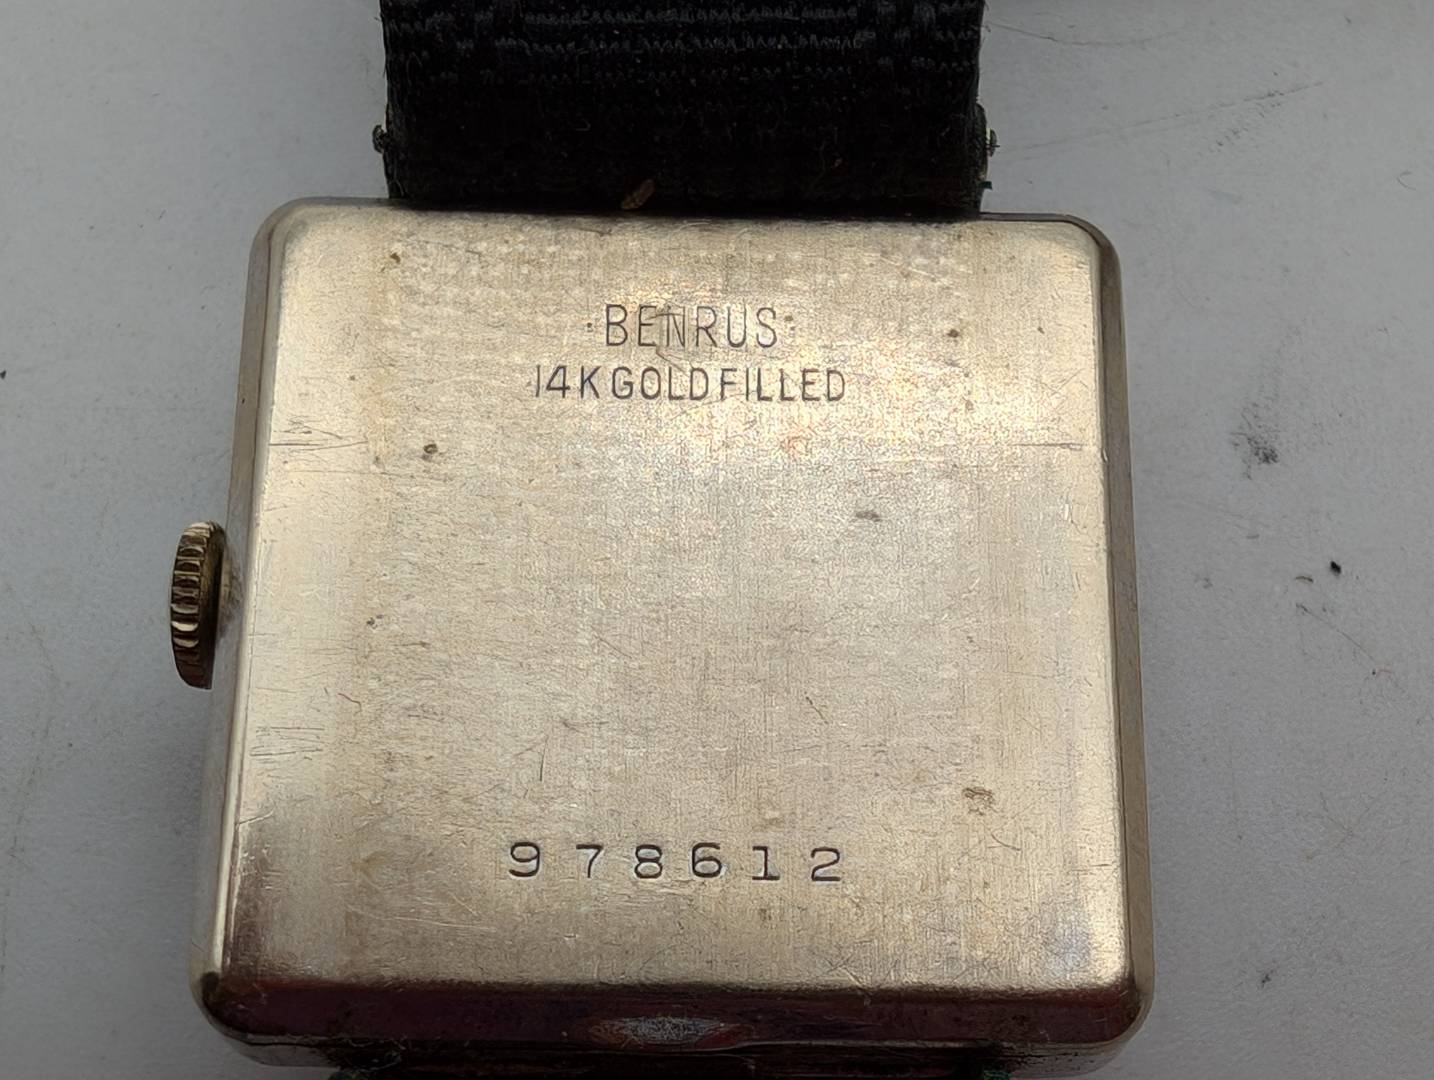 ·BENRUS·
14K GOLD FILLED
978612